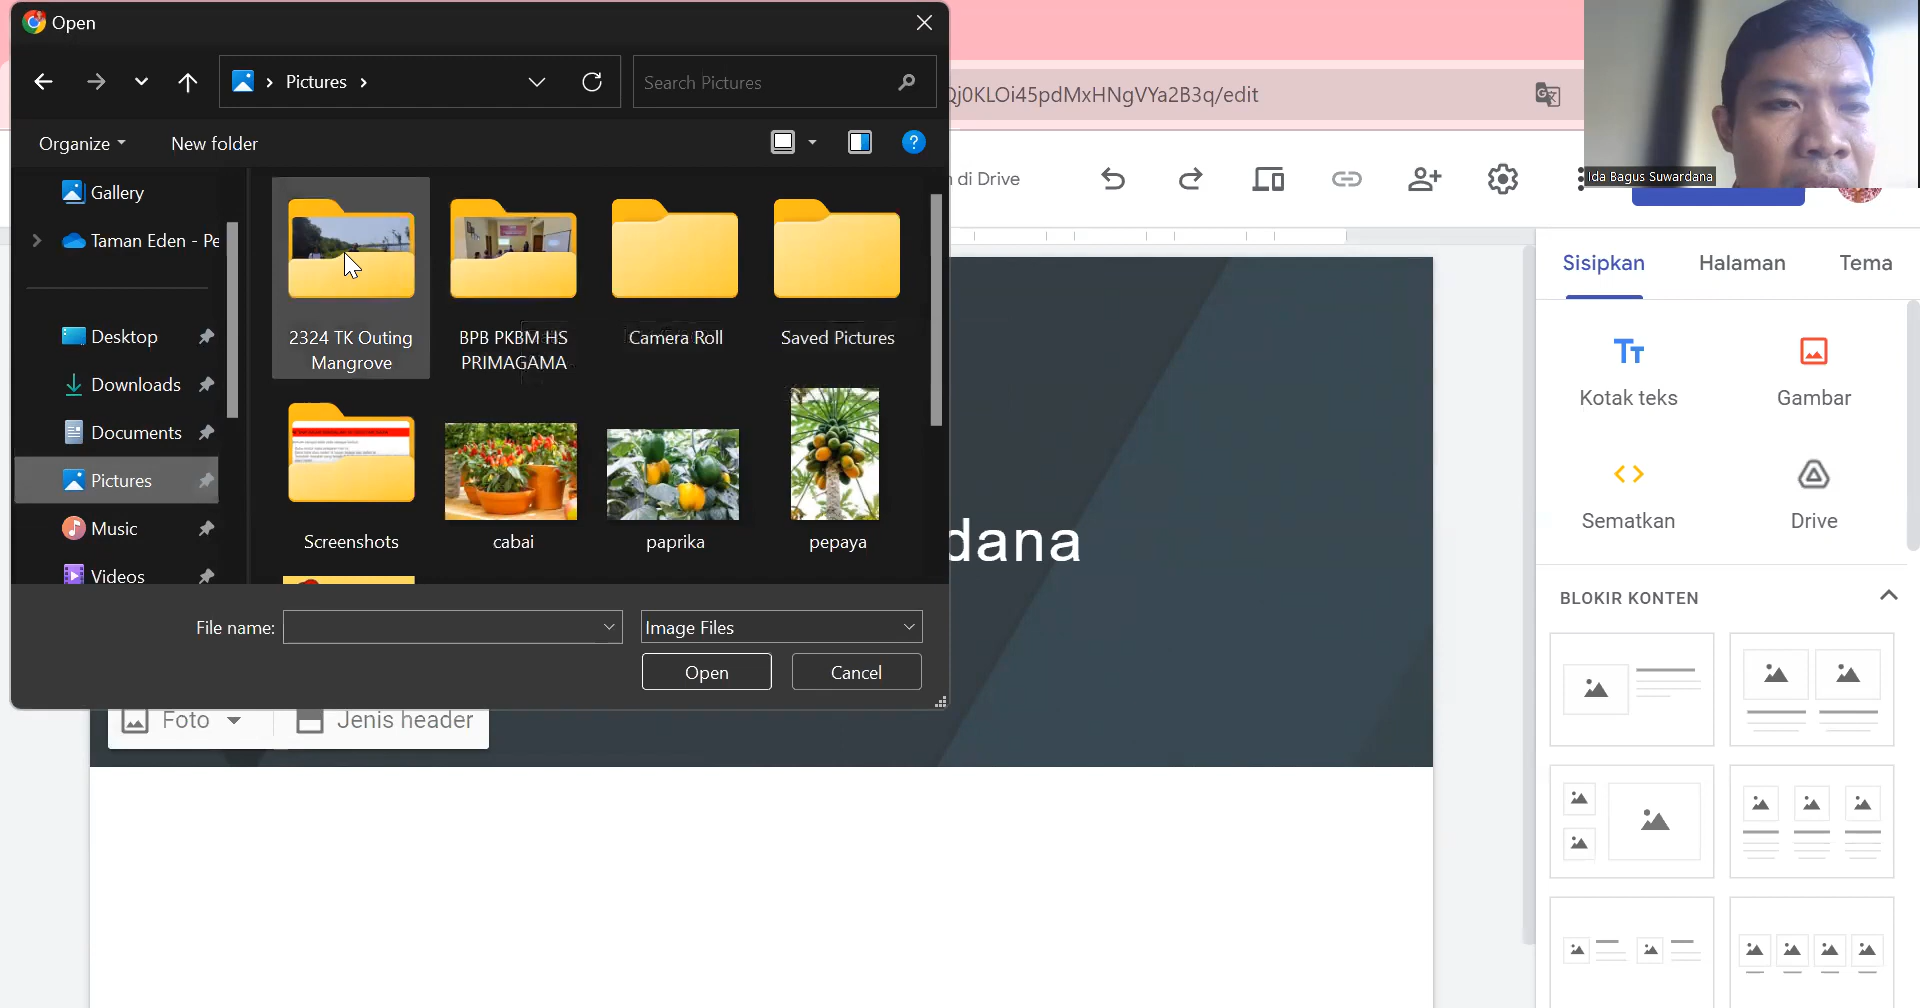 Open
Pictures
Search Pictures
Qj0KLOi45pdMxHNgVYa2B3q/edit
Ida Bagus Suwardana
Organize
New folder
n di Drive
Gallery
Taman Eden - Pe
Desktop
Downloads
Documents
Pictures
Music
Videos
2324 TK Outing
Mangrove
BPB PKBM HS
PRIMAGAMA
Camera Roll
Saved Pictures
Screenshots
cabai
paprika
pepaya
File name:
Image Files
Open
Cancel
dana
Foto
Jenis header
Sisipkan
Halaman
Tema
Kotak teks
Gambar
Sematkan
Drive
BLOKIR KONTEN